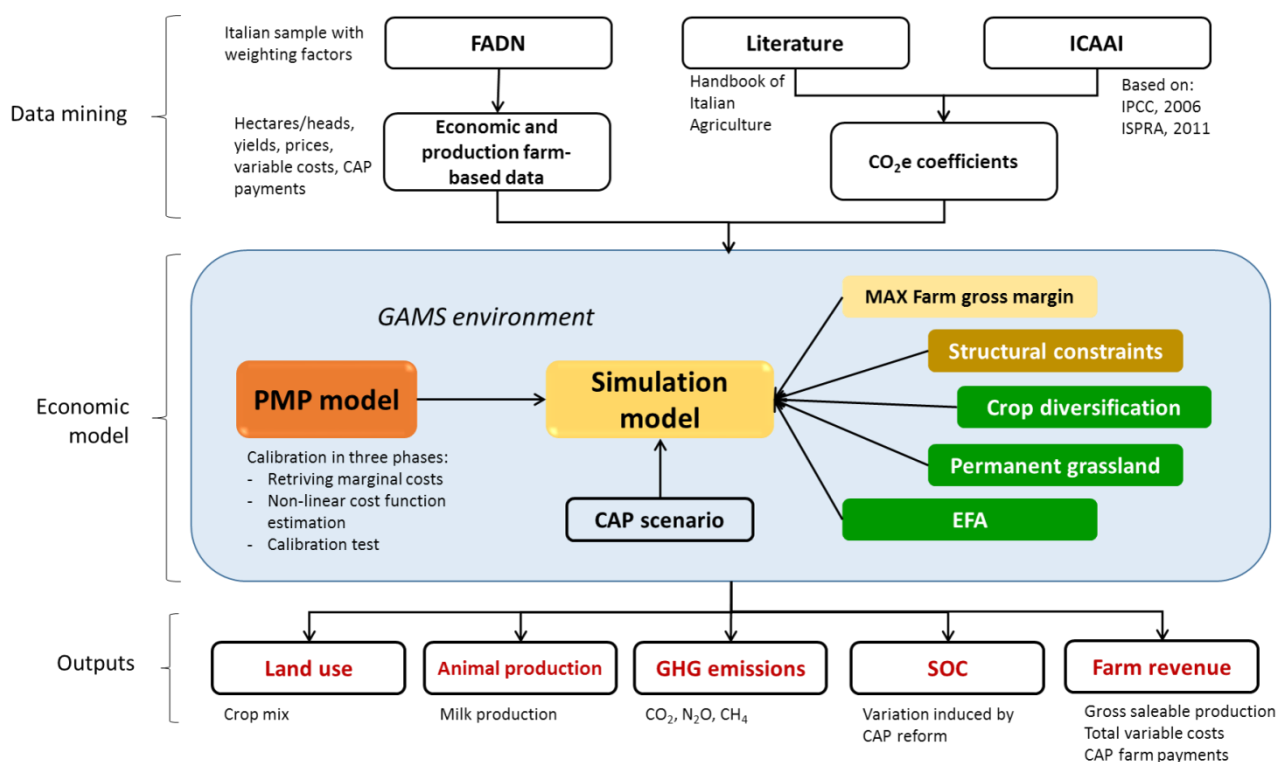 Data mining
Italian sample with
weighting factors
FADN
Literature
ICAAI
Handbook of
Italian
Agriculture
Based on:
IPCC, 2006
ISPRA, 2011
Hectares/heads,
yields, prices,
variable costs, CAP
payments
Economic and
production farm-
based data
CO₂e coefficients
Economic
model
GAMS environment
PMP model
Calibration in three phases:
- Retriving marginal costs
- Non-linear cost function
estimation
- Calibration test
Simulation
model
CAP scenario
MAX Farm gross margin
Structural constraints
Crop diversification
Permanent grassland
EFA
Outputs
Land use
Animal production
GHG emissions
SOC
Farm revenue
Crop mix
Milk production
CO₂, N₂O, CH₄
Variation induced by
CAP reform
Gross saleable production
Total variable costs
CAP farm payments